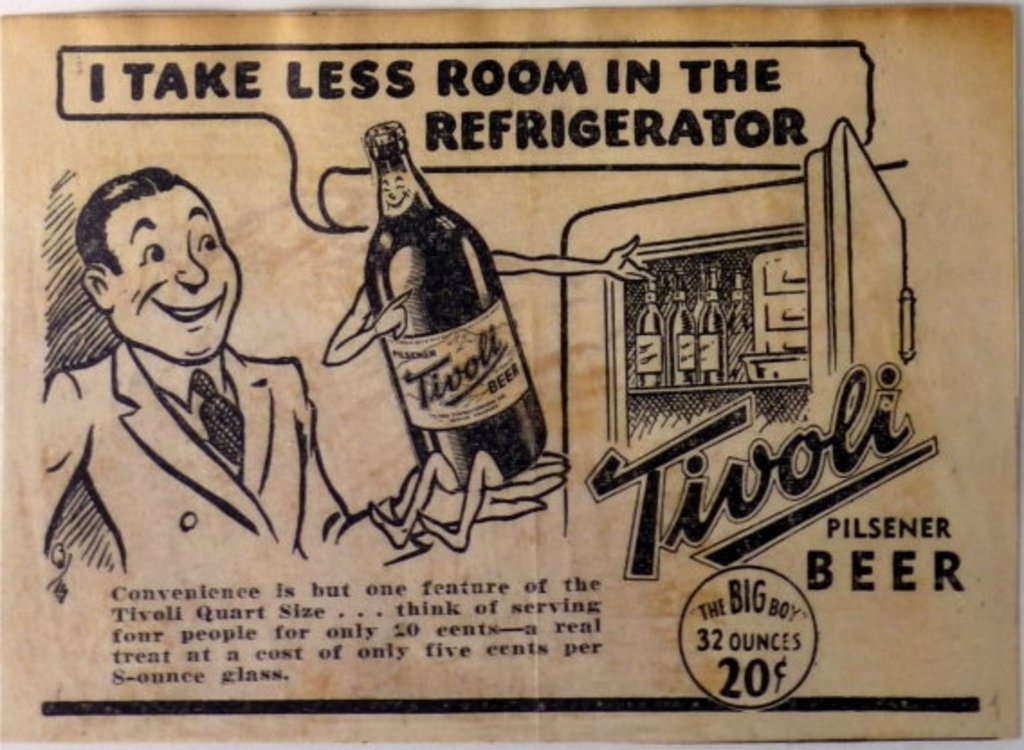 I TAKE LESS ROOM IN THE
REFRIGERATOR
PILSENER
Tivoli
BEER
Tivoli
PILSENER
BEER
"THE BIG BOY"
32 OUNCES
20¢
Convenience is but one feature of the
Tivoli Quart Size . . . think of serving
four people for only 20 cents—a real
treat at a cost of only five cents per
8-ounce glass.